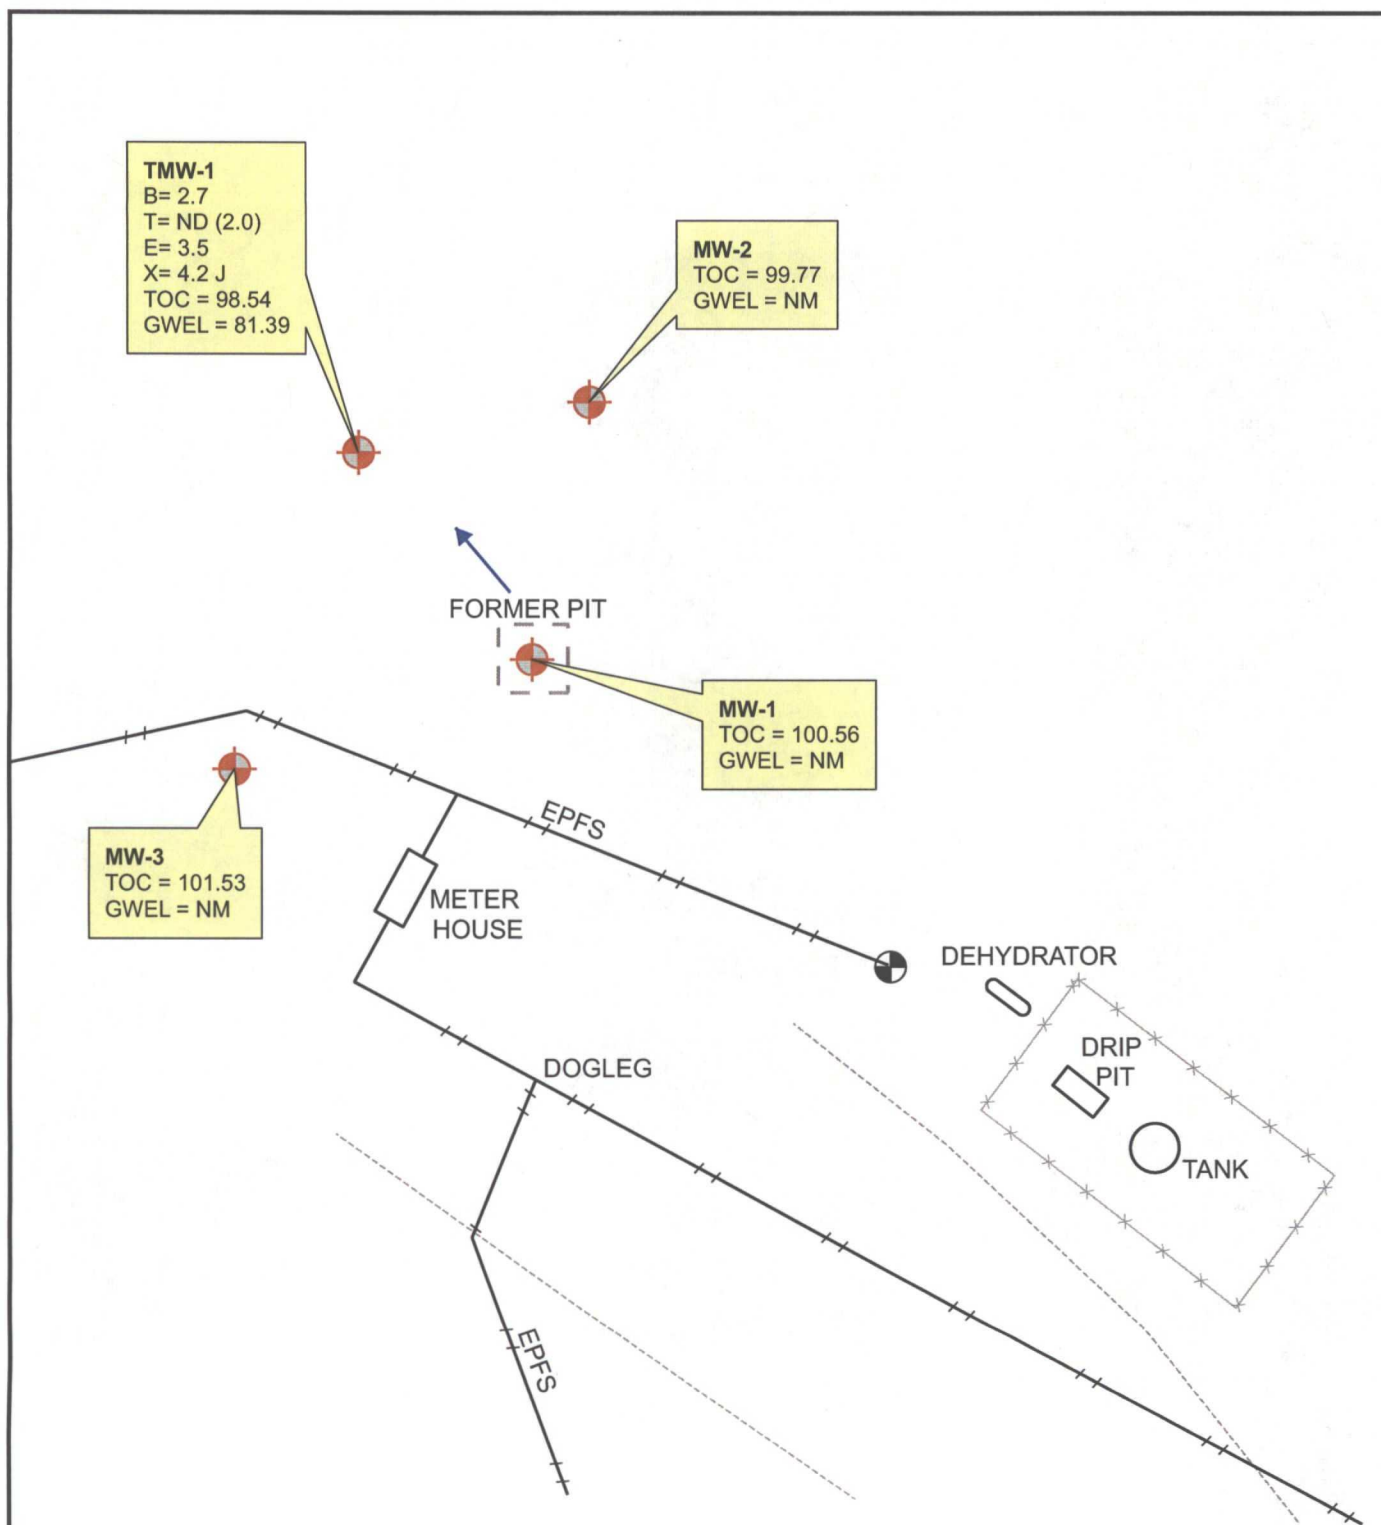 TMW-1
B= 2.7
T= ND (2.0)
E= 3.5
X= 4.2 J
TOC = 98.54
GWEL = 81.39
MW-2
TOC = 99.77
GWEL = NM
FORMER PIT
MW-1
TOC = 100.56
GWEL = NM
EPFS
MW-3
TOC = 101.53
GWEL = NM
METER
HOUSE
DEHYDRATOR
DRIP
PIT
DOGLEG
TANK
EPFS